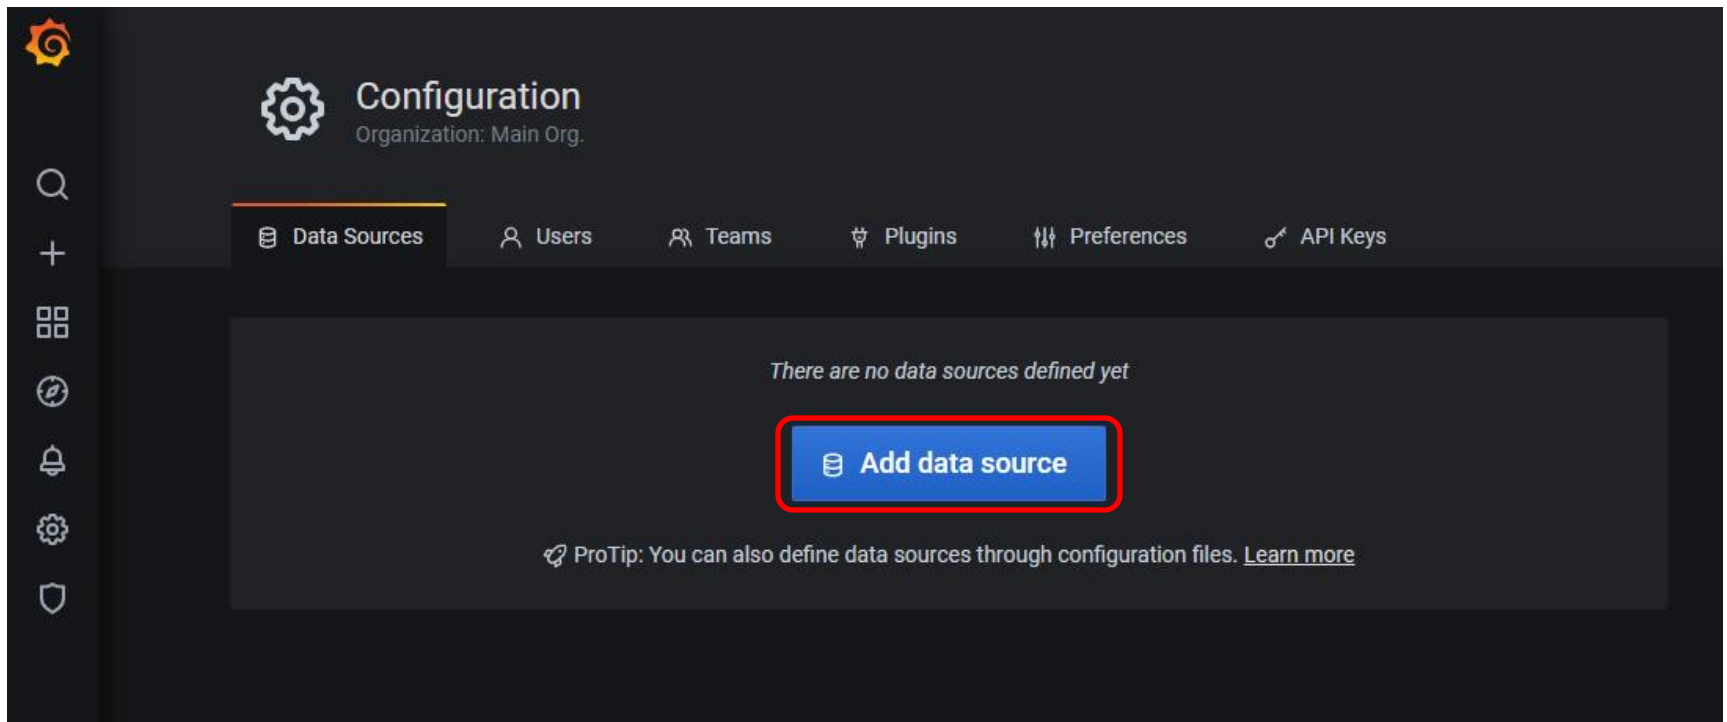 Configuration
Organization: Main Org.
Data Sources Users Teams Plugins Preferences API Keys
There are no data sources defined yet
Add data source
ProTip: You can also define data sources through configuration files. Learn more